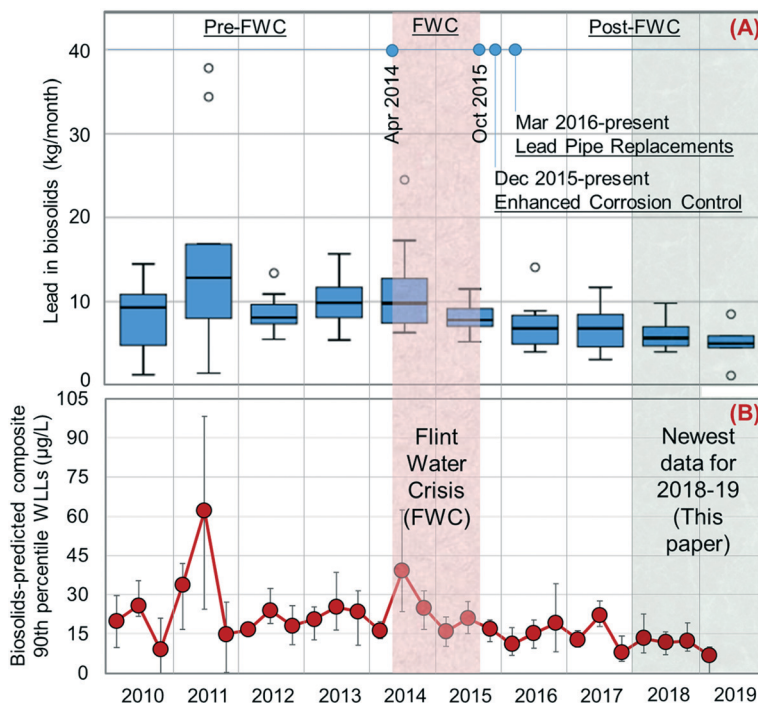 Pre-FWC
FWC
Post-FWC
(A)
Lead in biosolids (kg/month)
40
30
20
10
0
Apr 2014
Oct 2015
Mar 2016-present
Lead Pipe Replacements
Dec 2015-present
Enhanced Corrosion Control
(B)
Biosolids-predicted composite
90th percentile WLLs (µg/L)
105
90
75
60
45
30
15
0
Flint
Water
Crisis
(FWC)
Newest
data for
2018-19
(This
paper)
2010 2011 2012 2013 2014 2015 2016 2017 2018 2019